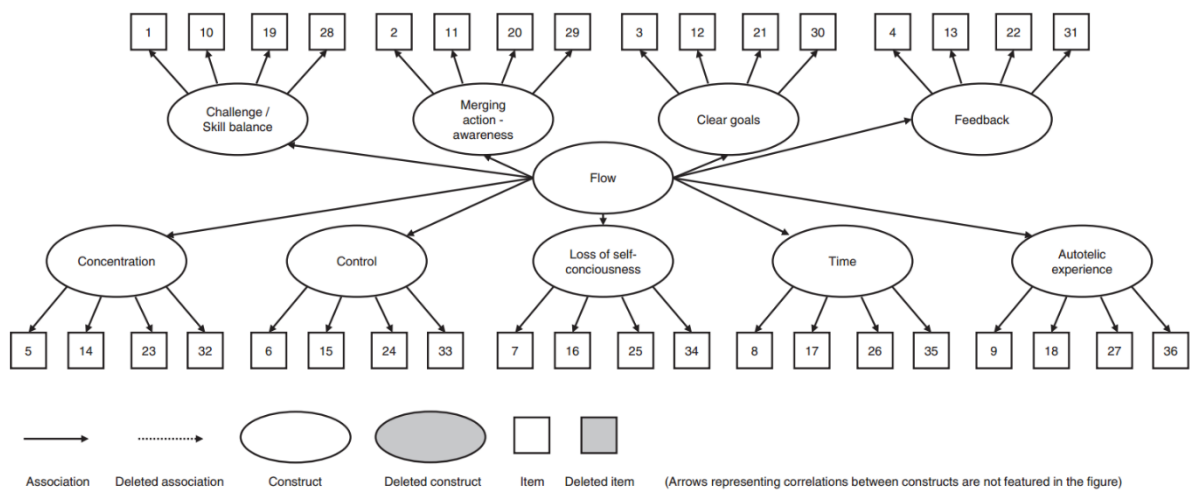 1 10 19 28 2 11 20 29 3 12 21 30 4 13 22 31
Challenge /
Skill balance
Merging
action -
awareness
Clear goals
Feedback
Flow
Concentration
Control
Loss of self-
conciousness
Time
Autotelic
experience
5 14 23 32 6 15 24 33 7 16 25 34 8 17 26 35 9 18 27 36
Association Deleted association Construct Deleted construct Item Deleted item (Arrows representing correlations between constructs are not featured in the figure)